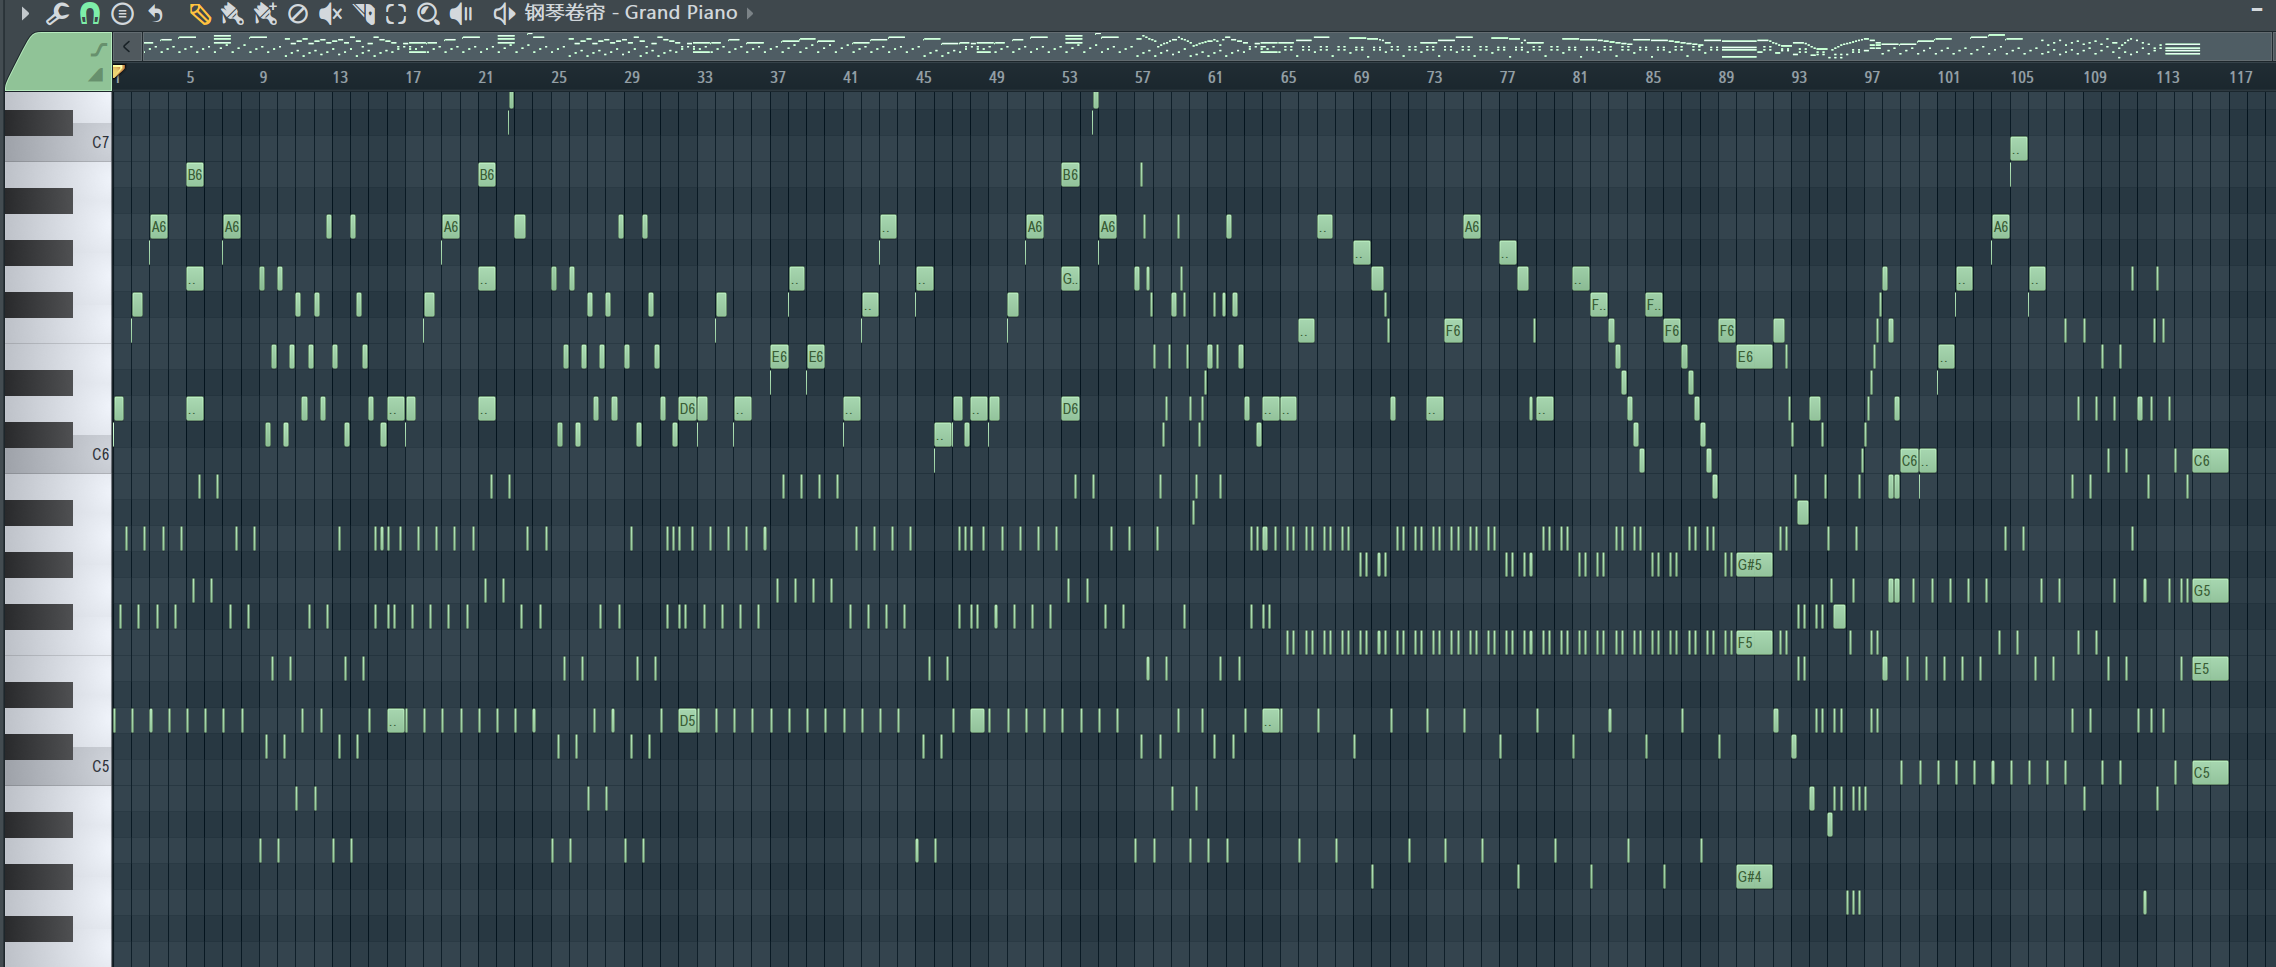 钢琴卷帘 - Grand Piano
5 9 13 17 21 25 29 33 37 41 45 49 53 57 61 65 69 73 77 81 85 89 93 97 101 105 109 113 117
C7
B6 B6 B6
A6 A6 A6 A6 A6 A6 A6
.. .. G.. .. .. .. .. ..
.. F.. F..
.. F6 F6 F6
E6 E6 .. E6
.. .. .. D6 .. .. .. D6 .. .. .. ..
..
C6 C6 .. C6
G#5
G5
F5
E5
.. D5 ..
C5 C5
G#4